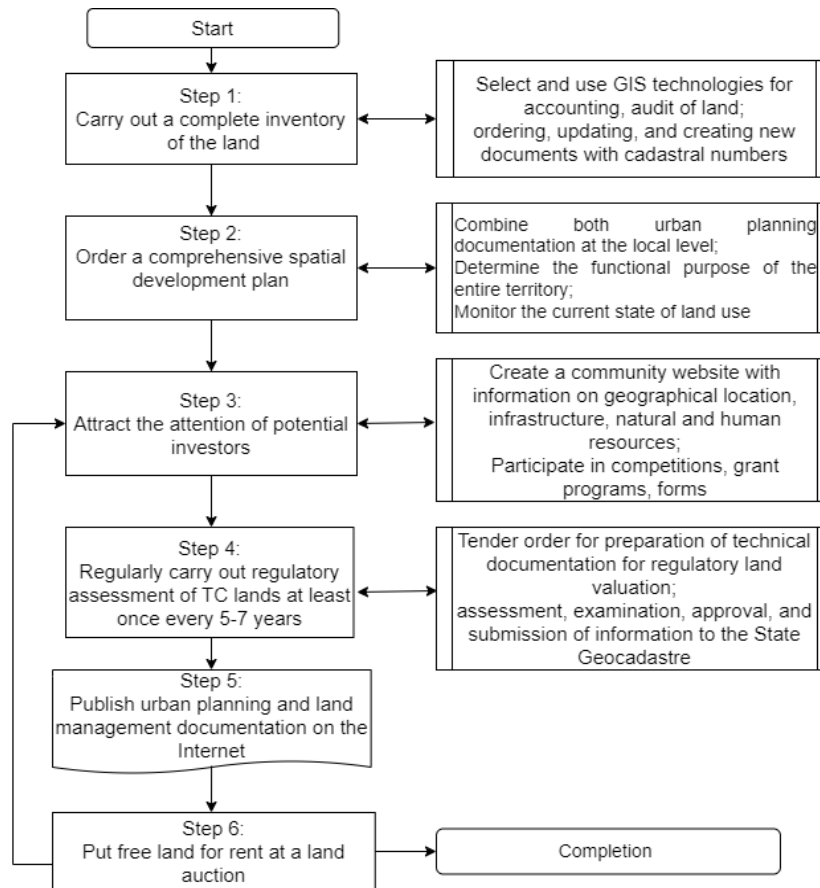 Start
Step 1:
Carry out a complete inventory
of the land
Select and use GIS technologies for
accounting, audit of land;
ordering, updating, and creating new
documents with cadastral numbers
Step 2:
Order a comprehensive spatial
development plan
Combine both urban planning
documentation at the local level;
Determine the functional purpose of the
entire territory;
Monitor the current state of land use
Step 3:
Attract the attention of potential
investors
Create a community website with
information on geographical location,
infrastructure, natural and human
resources;
Participate in competitions, grant
programs, forms
Step 4:
Regularly carry out regulatory
assessment of TC lands at least
once every 5-7 years
Tender order for preparation of technical
documentation for regulatory land
valuation;
assessment, examination, approval, and
submission of information to the State
Geocadastre
Step 5:
Publish urban planning and land
management documentation on the
Internet
Step 6:
Put free land for rent at a land
auction
Completion